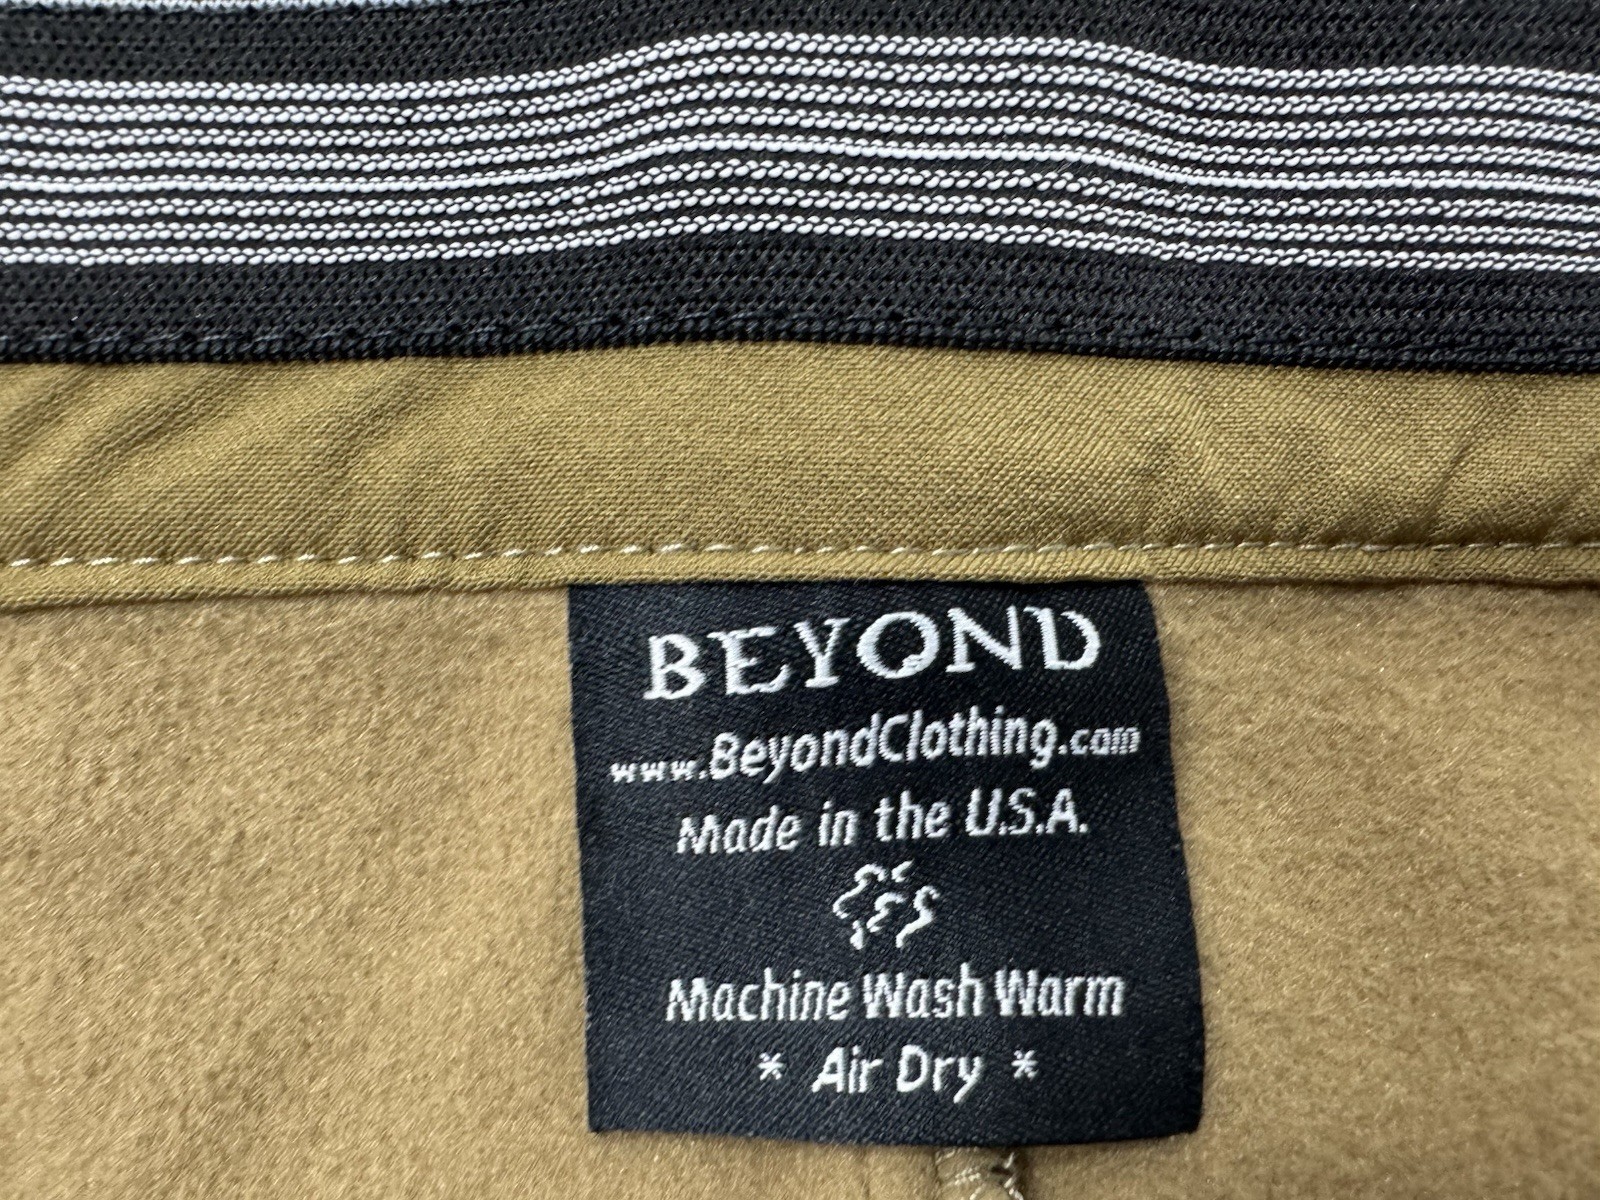 BEYOND
www.BeyondClothing.com
Made in the U.S.A.
Machine Wash Warm
* Air Dry *